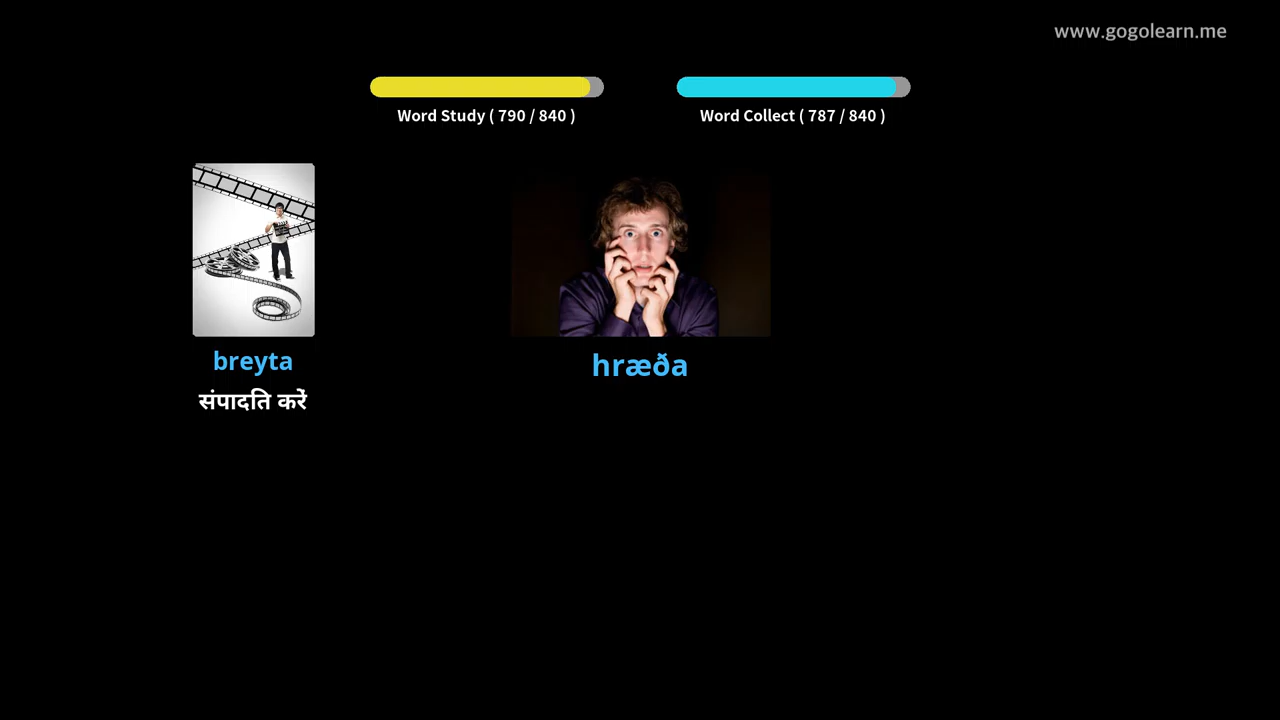 www.gogolearn.me
Word Study ( 790 / 840 )
Word Collect ( 787 / 840 )
breyta
संपादति करें
hræða